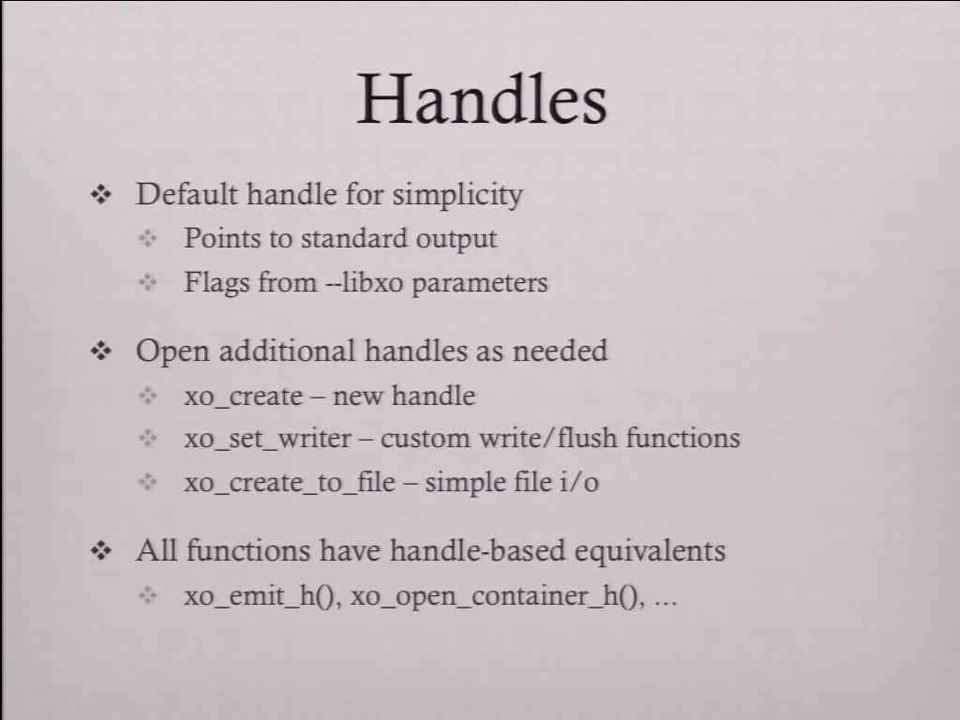 Handles
❖ Default handle for simplicity
❖ Points to standard output
❖ Flags from --libxo parameters
❖ Open additional handles as needed
❖ xo_create – new handle
❖ xo_set_writer – custom write/flush functions
❖ xo_create_to_file – simple file i/o
❖ All functions have handle-based equivalents
❖ xo_emit_h(), xo_open_container_h(), ...